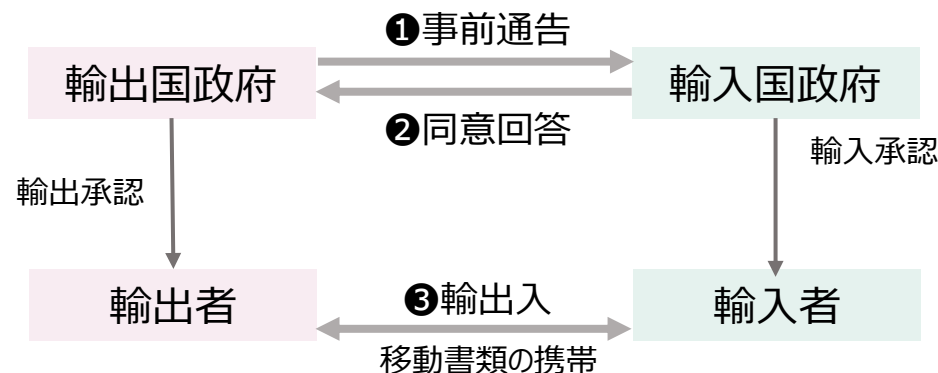 ❶事前通告
輸出国政府
輸入国政府
❷同意回答
輸出承認
輸入承認
輸出者
❸輸出入
輸入者
移動書類の携帯